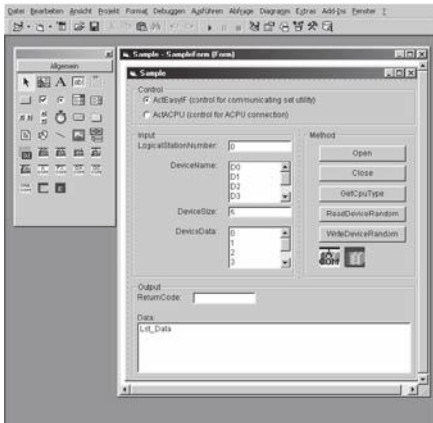 Datei Bearbeiten Ansicht Projekt Format Debuggen Ausführen Abfrage Diagramm Extras Add-Ins Fenster ?
Allgemein
Sample - SampleForm (Form)
Sample
Control
ActEasyIF (control for communicating set utility)
ActACPU (control for ACPU connection)
Input
LogicalStationNumber: 0
DeviceName: D0
D1
D2
D3
DeviceSize:
DeviceData: 0
1
2
3
Method
Open
Close
GetCpuType
ReadDeviceRandom
WriteDeviceRandom
Output
ReturnCode:
Data:
Lst_Data